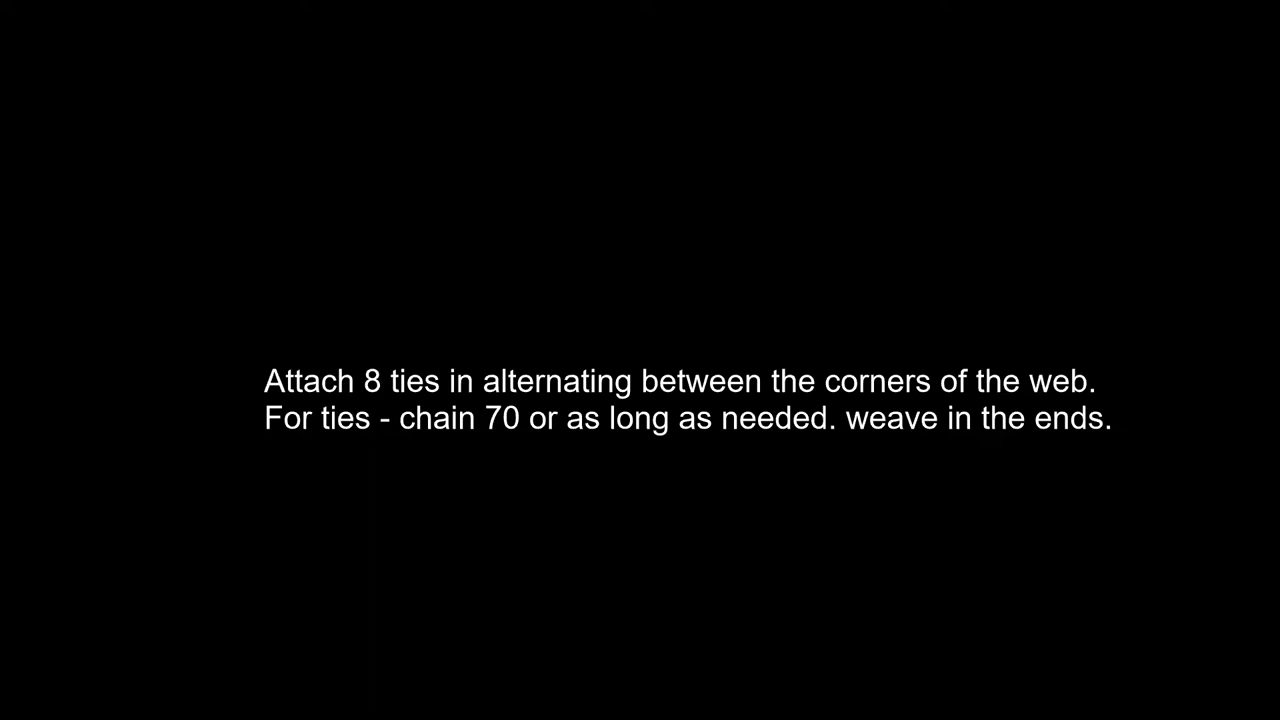 Attach 8 ties in alternating between the corners of the web.
For ties - chain 70 or as long as needed. weave in the ends.